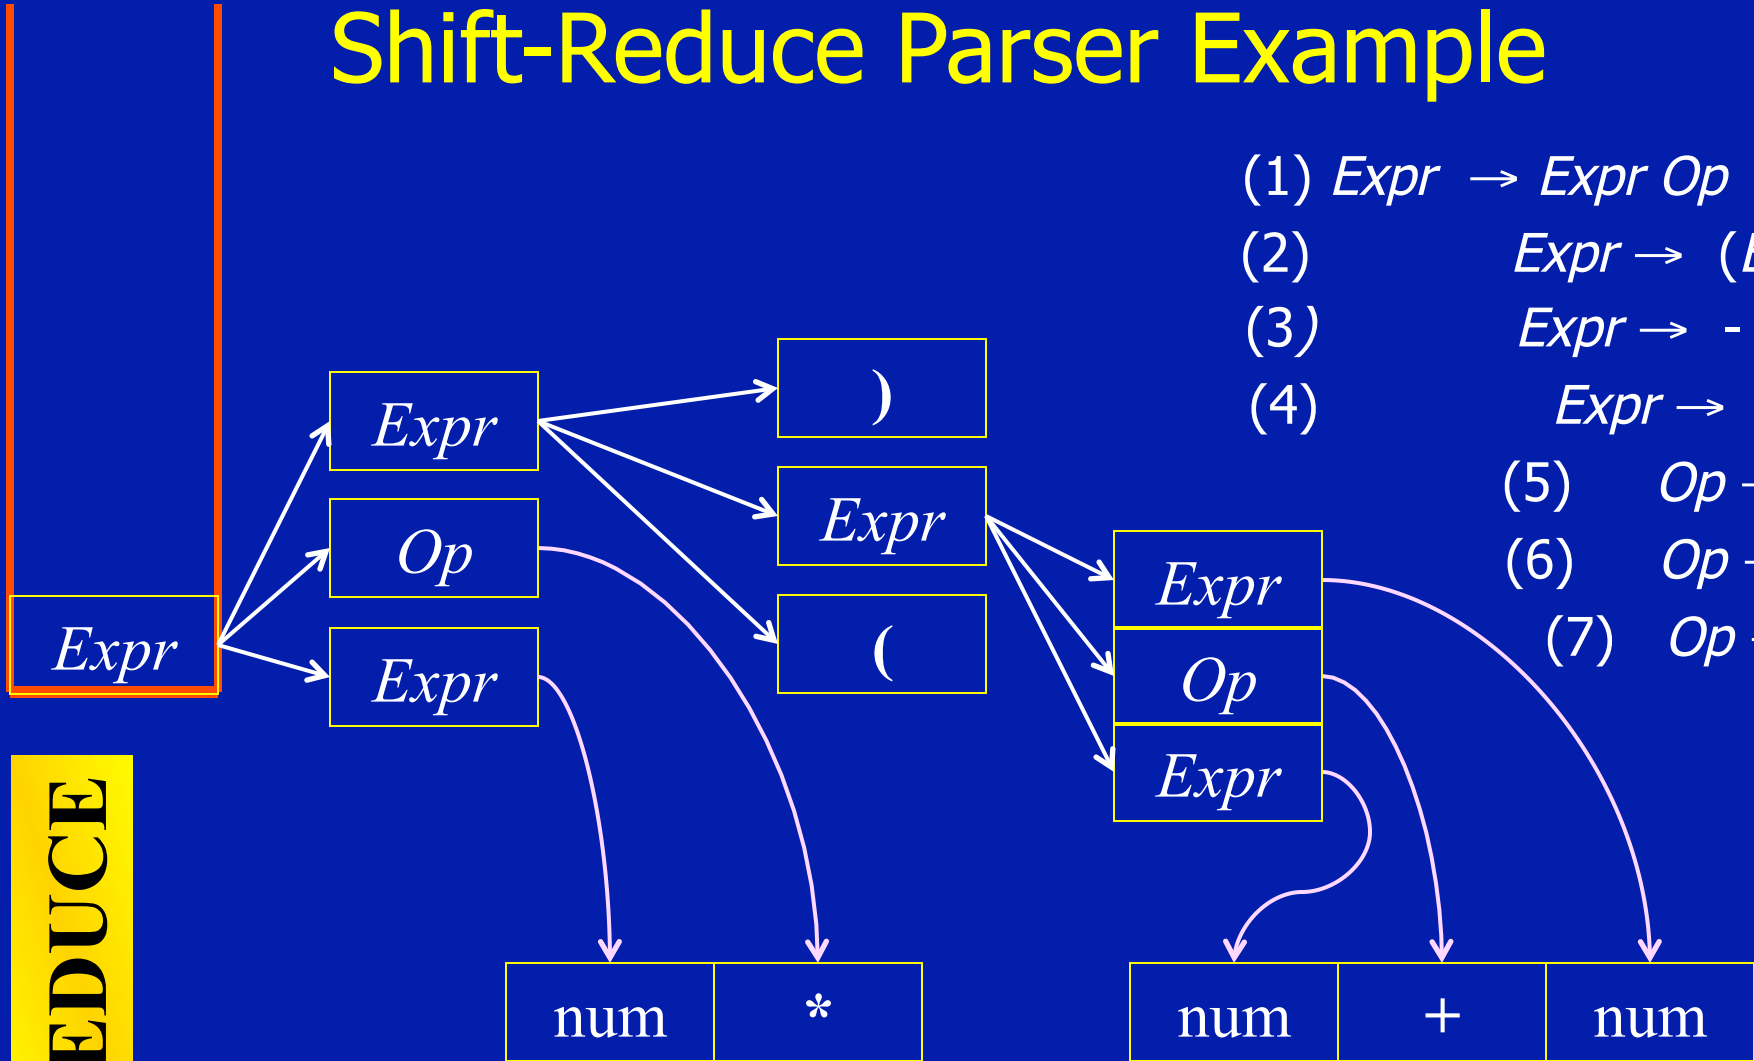 Shift-Reduce Parser Example
(1) Expr → Expr Op
(2) Expr → (
(3) Expr → -
(4) Expr →
(5) Op
(6) Op
(7) Op
)
Expr
Expr
Op
(
Expr
Expr
Expr
Op
Expr
EDUCE
num * num + num